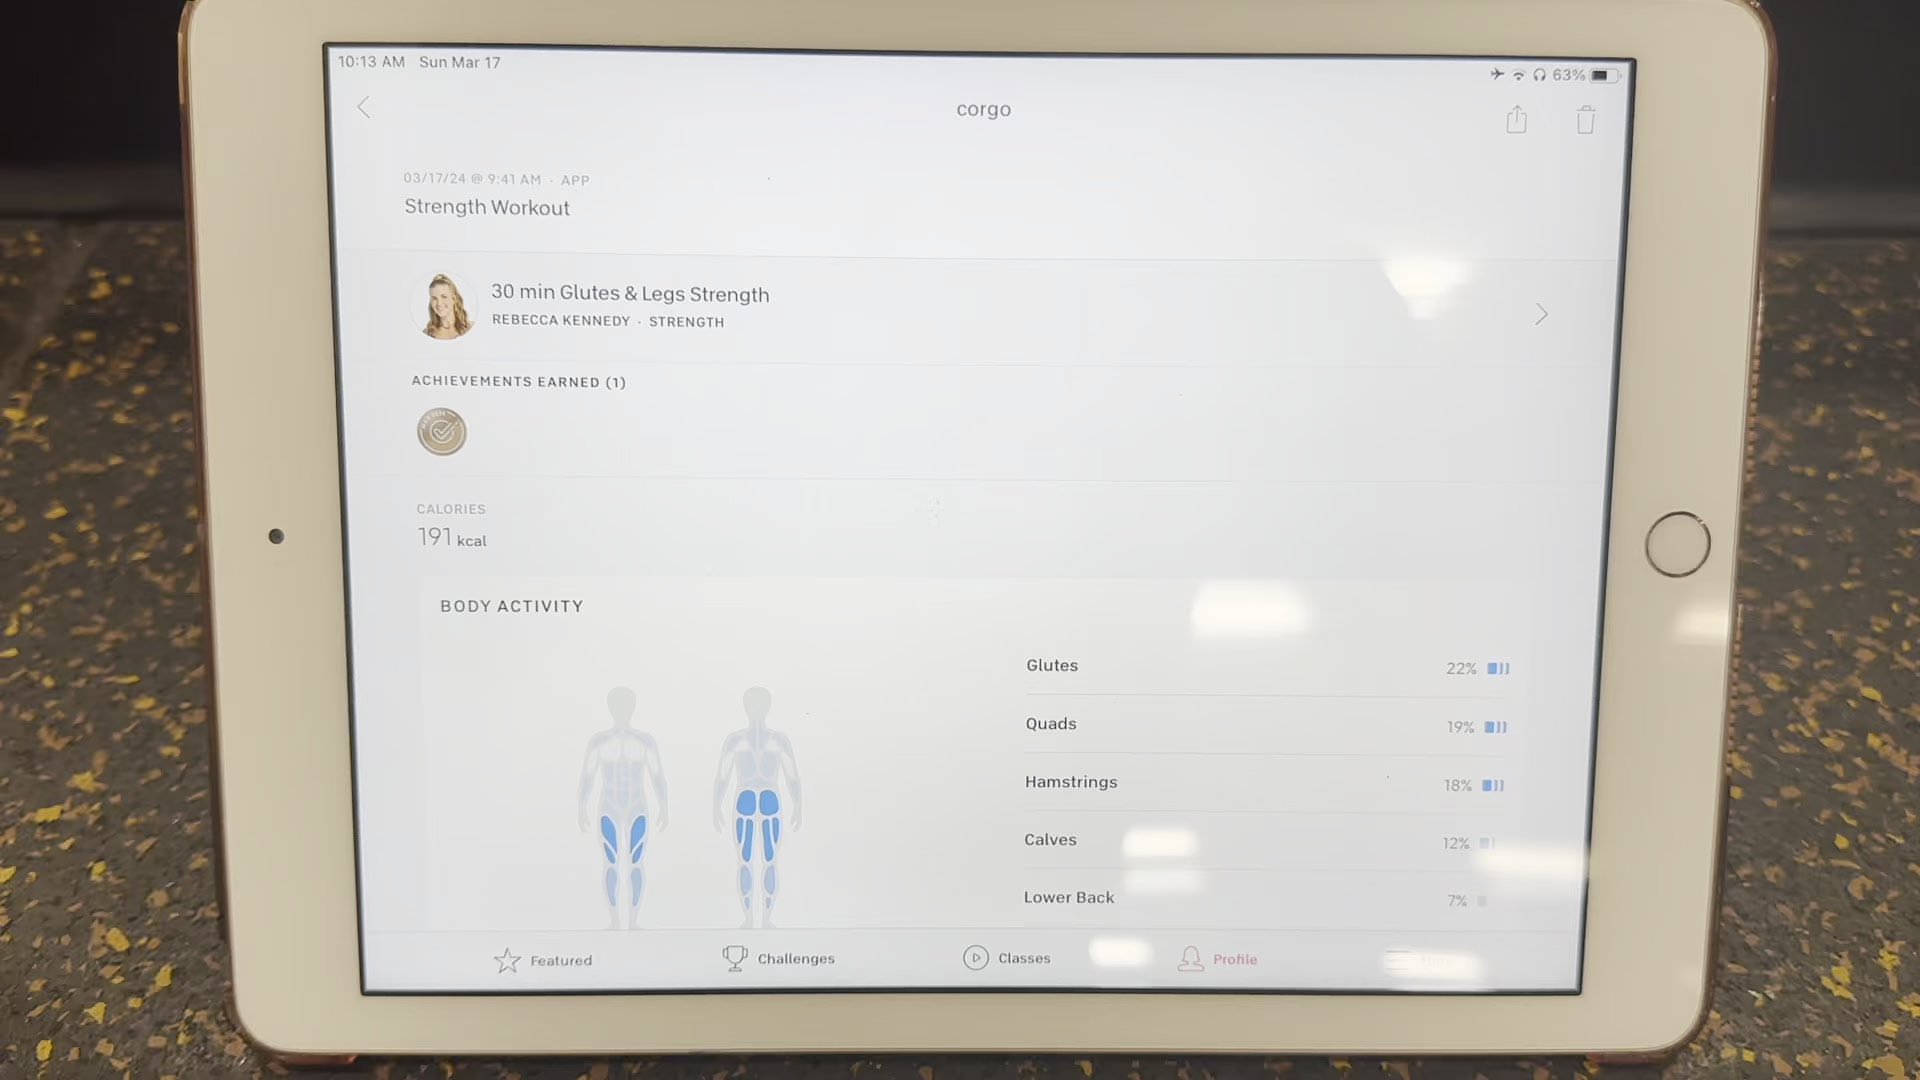 10:13 AM Sun Mar 17
63%
corgo
03/17/24 @ 9:41 AM · APP
Strength Workout
30 min Glutes & Legs Strength
REBECCA KENNEDY · STRENGTH
ACHIEVEMENTS EARNED (1)
CALORIES
191 kcal
BODY ACTIVITY
Glutes 22%
Quads 19%
Hamstrings 18%
Calves 12%
Lower Back 7%
Featured Challenges Classes Profile